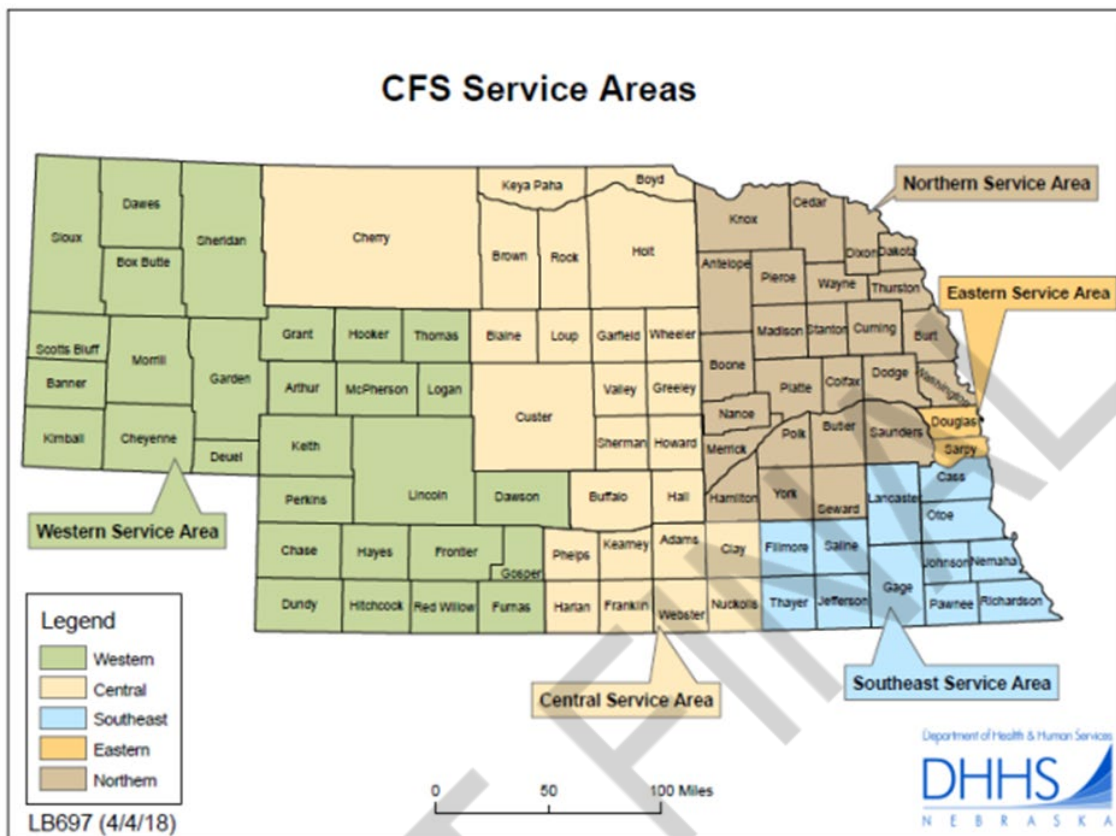 CFS Service Areas
Northern Service Area
Eastern Service Area
Western Service Area
Central Service Area
Southeast Service Area
Sioux
Dawes
Sheridan
Box Butte
Cherry
Keya Paha
Boyd
Brown
Rock
Holt
Knox
Cedar
Dixon
Dakota
Antelope
Pierce
Wayne
Thurston
Scotts Bluff
Morrill
Garden
Grant
Hooker
Thomas
Blaine
Loup
Garfield
Wheeler
Boone
Madison
Stanton
Cuming
Burt
Banner
Arthur
McPherson
Logan
Custer
Valley
Greeley
Platte
Colfax
Dodge
Washington
Kimball
Cheyenne
Deuel
Keith
Lincoln
Sherman
Howard
Nance
Merrick
Polk
Butler
Saunders
Douglas
Sarpy
Perkins
Dawson
Buffalo
Hall
Hamilton
York
Seward
Lancaster
Cass
Otoe
Chase
Hayes
Frontier
Gosper
Phelps
Kearney
Adams
Clay
Fillmore
Saline
Gage
Johnson
Nemaha
Dundy
Hitchcock
Red Willow
Furnas
Harlan
Franklin
Webster
Nuckolls
Thayer
Jefferson
Pawnee
Richardson
Legend
Western
Central
Southeast
Eastern
Northern
LB697 (4/4/18)
0 50 100 Miles
Department of Health & Human Services
DHHS
NEBRASKA
T FINAL